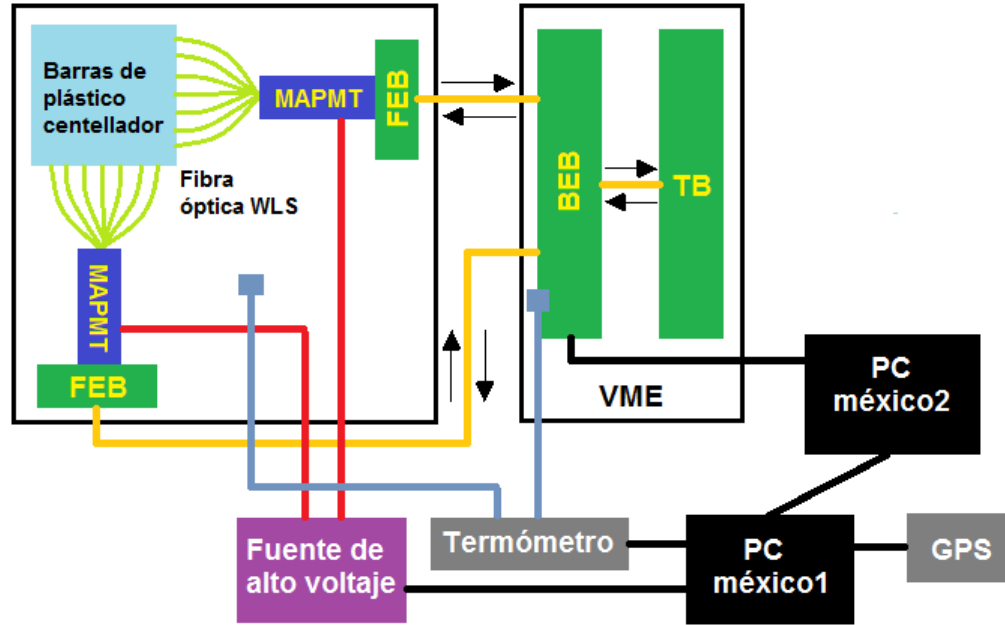 Barras de
plástico
centellador
MAPMT
FEB
Fibra
óptica WLS
MAPMT
FEB
BEB
TB
VME
PC
méxico2
Fuente de
alto voltaje
Termómetro
PC
méxico1
GPS